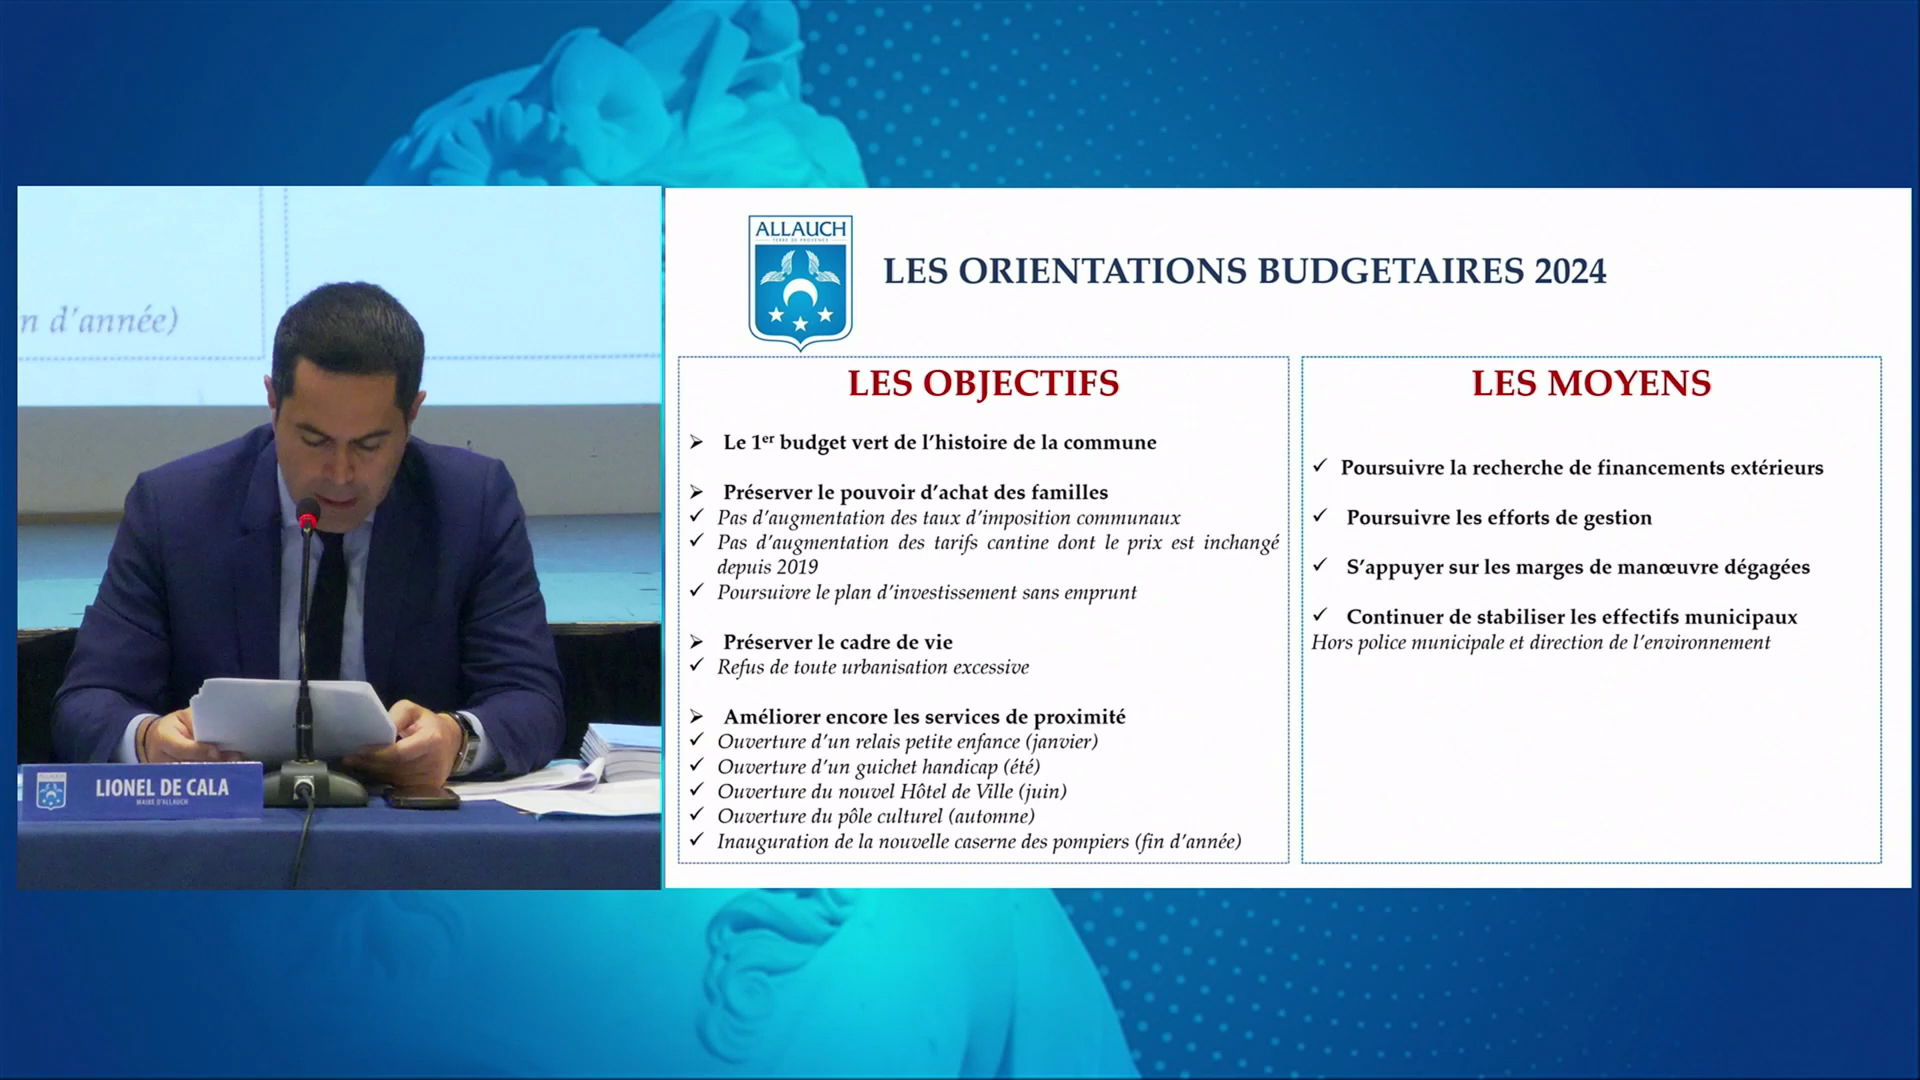 n d’année)
LIONEL DE CALA
MAIRE D'ALLAUCH
ALLAUCH
TERRE DE PROVENCE
LES ORIENTATIONS BUDGETAIRES 2024
LES OBJECTIFS
➢ Le 1er budget vert de l’histoire de la commune
➢ Préserver le pouvoir d’achat des familles
✓ Pas d’augmentation des taux d’imposition communaux
✓ Pas d’augmentation des tarifs cantine dont le prix est inchangé
depuis 2019
✓ Poursuivre le plan d’investissement sans emprunt
➢ Préserver le cadre de vie
✓ Refus de toute urbanisation excessive
➢ Améliorer encore les services de proximité
✓ Ouverture d’un relais petite enfance (janvier)
✓ Ouverture d’un guichet handicap (été)
✓ Ouverture du nouvel Hôtel de Ville (juin)
✓ Ouverture du pôle culturel (automne)
✓ Inauguration de la nouvelle caserne des pompiers (fin d’année)
LES MOYENS
✓ Poursuivre la recherche de financements extérieurs
✓ Poursuivre les efforts de gestion
✓ S’appuyer sur les marges de manœuvre dégagées
✓ Continuer de stabiliser les effectifs municipaux
Hors police municipale et direction de l’environnement